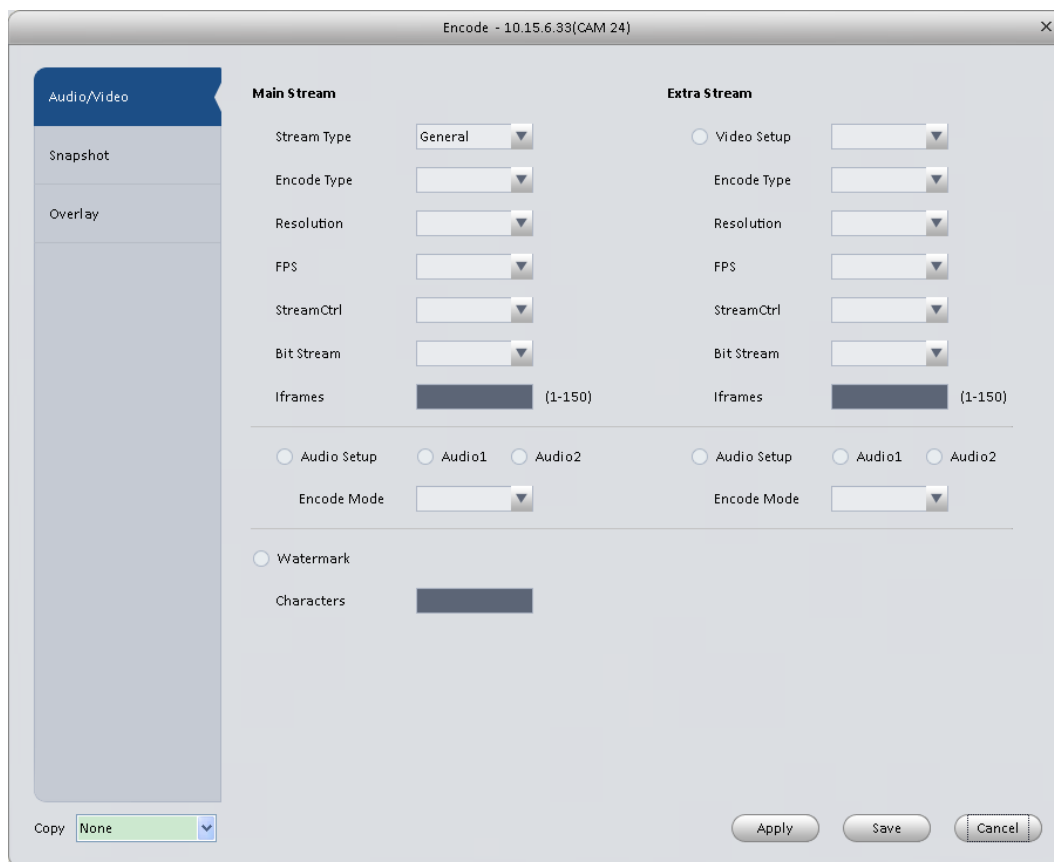 Encode - 10.15.6.33(CAM 24)
Audio/Video
Snapshot
Overlay
Main Stream
Stream Type General
Encode Type
Resolution
FPS
StreamCtrl
Bit Stream
Iframes (1-150)
Audio Setup Audio1 Audio2
Encode Mode
Watermark
Characters
Extra Stream
Video Setup
Encode Type
Resolution
FPS
StreamCtrl
Bit Stream
Iframes (1-150)
Audio Setup Audio1 Audio2
Encode Mode
Copy None
Apply Save Cancel